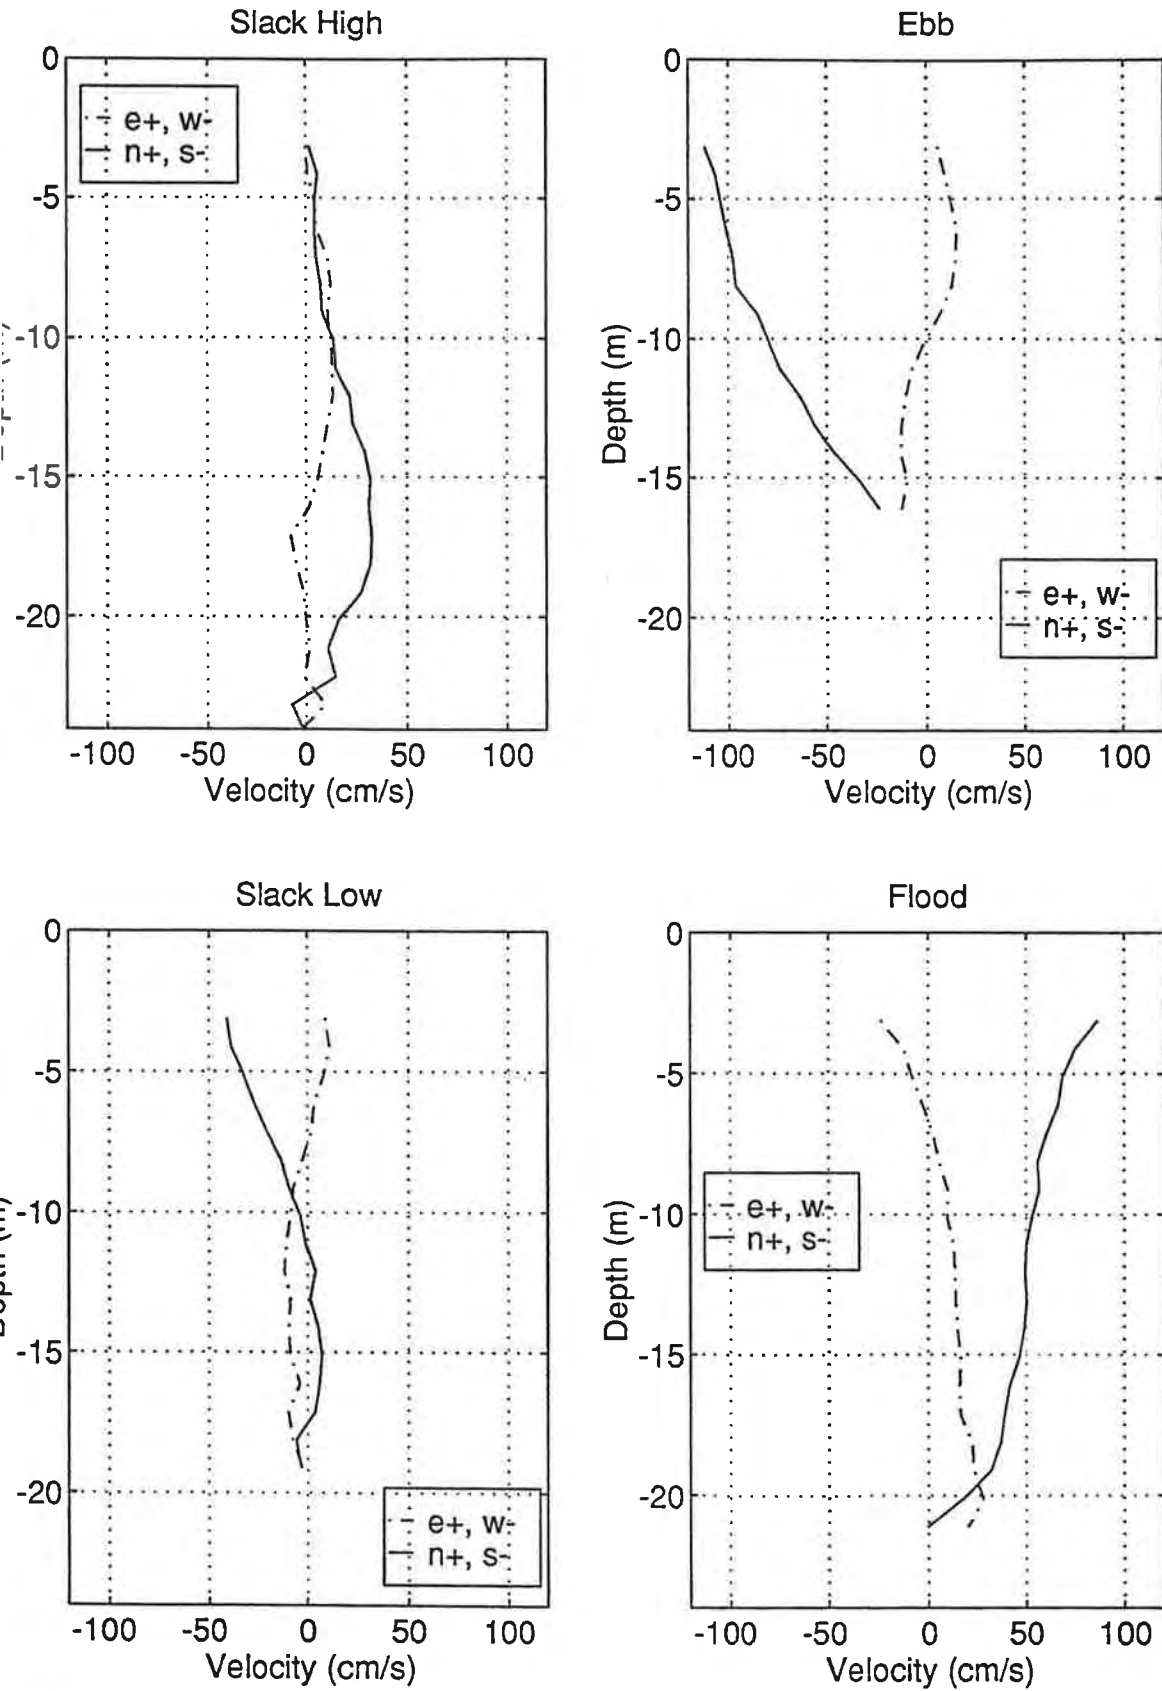 Slack High
0
-5
-10
-15
-20
e+, w-
n+, s-
-100 -50 0 50 100
Velocity (cm/s)
Ebb
0
-5
-10
-15
-20
Depth (m)
e+, w-
n+, s-
-100 -50 0 50 100
Velocity (cm/s)
Slack Low
0
-5
-10
-15
-20
Depth (m)
e+, w-
n+, s-
-100 -50 0 50 100
Velocity (cm/s)
Flood
0
-5
-10
-15
-20
Depth (m)
e+, w-
n+, s-
-100 -50 0 50 100
Velocity (cm/s)